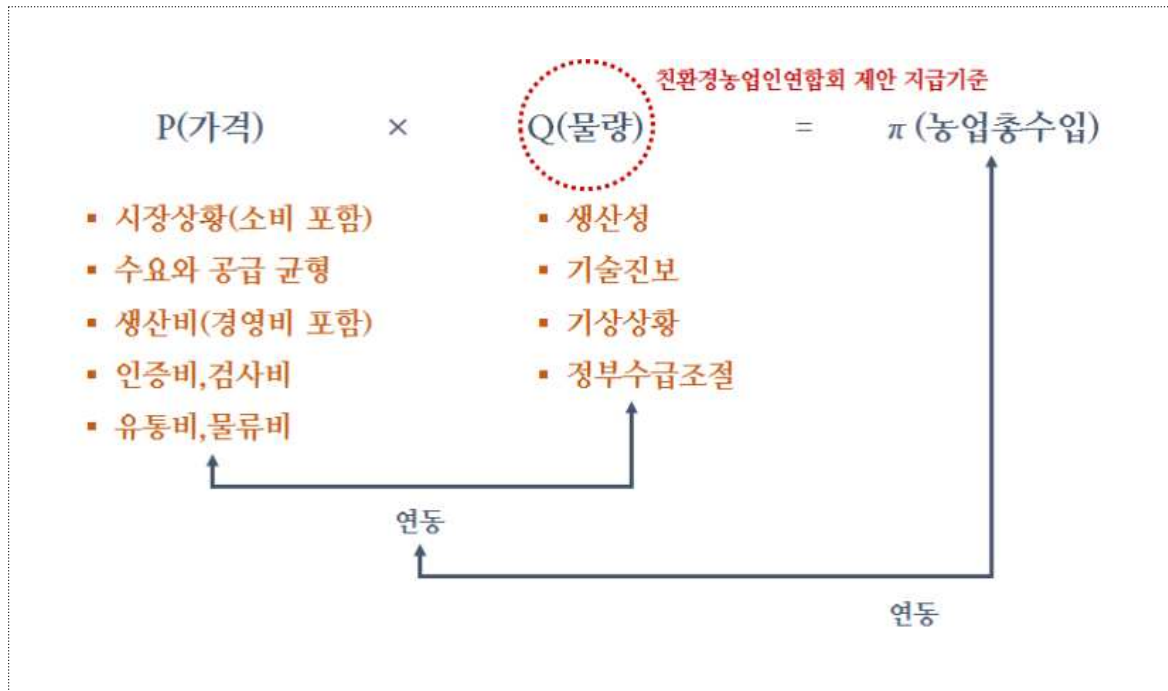 친환경농업인연합회 제안 지급기준
P(가격) × Q(물량) = π (농업총수입)
▪ 시장상황(소비 포함)
▪ 수요와 공급 균형
▪ 생산비(경영비 포함)
▪ 인증비,검사비
▪ 유통비,물류비
▪ 생산성
▪ 기술진보
▪ 기상상황
▪ 정부수급조절
연동
연동